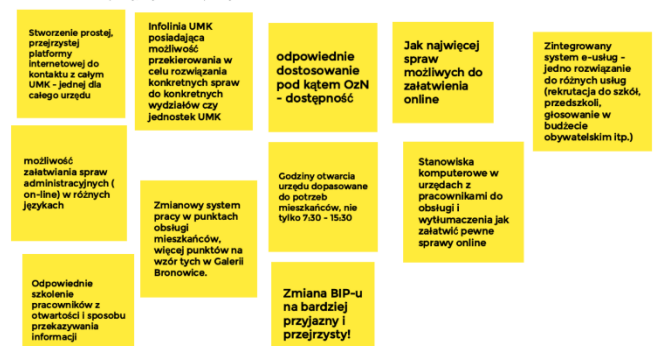 Stworzenie prostej,
przejrzystej
platformy
internetowej do
kontaktu z całym
UMK - jednej dla
całego urzędu
Infolinia UMK
posiadająca
możliwość
przekierowania w
celu rozwiązania
konkretnych spraw
do konkretnych
wydziałów czy
jednostek UMK
odpowiednie
dostosowanie
pod kątem OzN
- dostępność
Jak najwięcej
spraw
możliwych do
załatwienia
online
Zintegrowany
system e-usług -
jedno rozwiązanie
do różnych usług
(rekrutacja do szkół,
przedszkoli,
głosowanie w
budżecie
obywatelskim itp.)
możliwość
załatwiania spraw
administracyjnych (
on-line) w różnych
językach
Zmianowy system
pracy w punktach
obsługi
mieszkańców,
więcej punktów na
wzór tych w Galerii
Bronowice.
Godziny otwarcia
urzędu dopasowane
do potrzeb
mieszkańców, nie
tylko 7:30 - 15:30
Stanowiska
komputerowe w
urzędach z
pracownikami do
obsługi i
wytłumaczenia jak
załatwić pewne
sprawy online
Odpowiednie
szkolenie
pracowników z
otwartości i sposobu
przekazywania
informacji
Zmiana BIP-u
na bardziej
przyjazny i
przejrzysty!